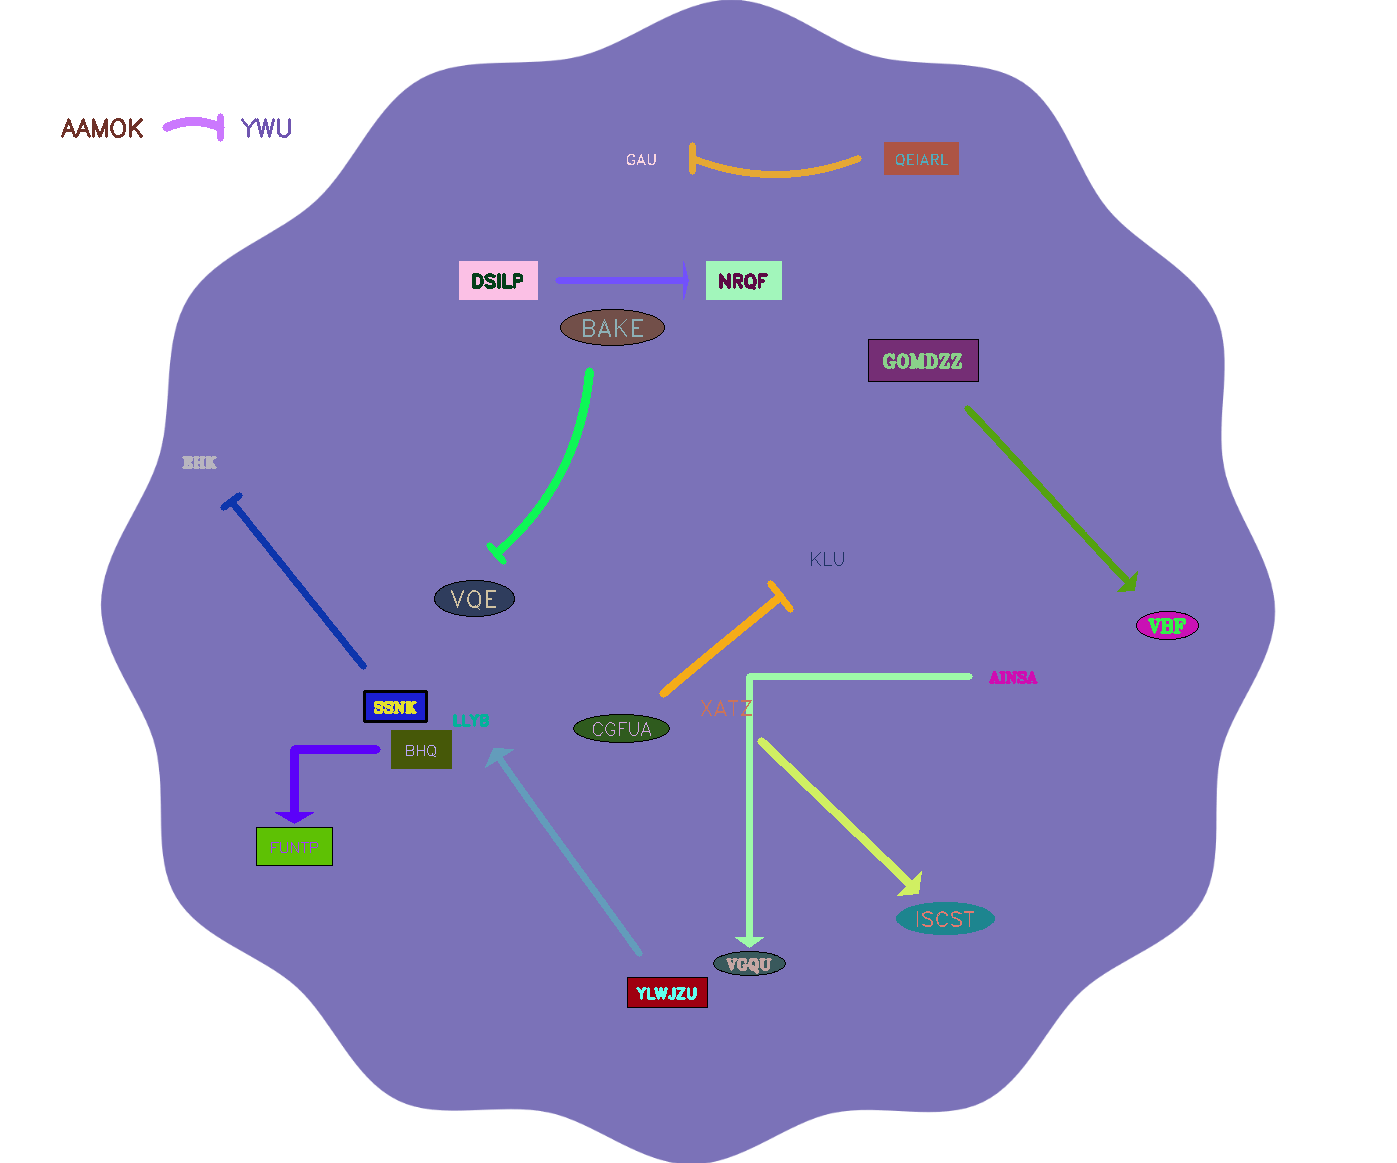 AAMOK YWU
GAU QEIARL
DSILP NRQF
BAKE
GOMDZZ
BHK
KLU
VQE
VBF
AINSA
SSNK
XATZ
LLYB
CGFUA
BHQ
FUNTP
ISCST
VGQU
YLWJZU